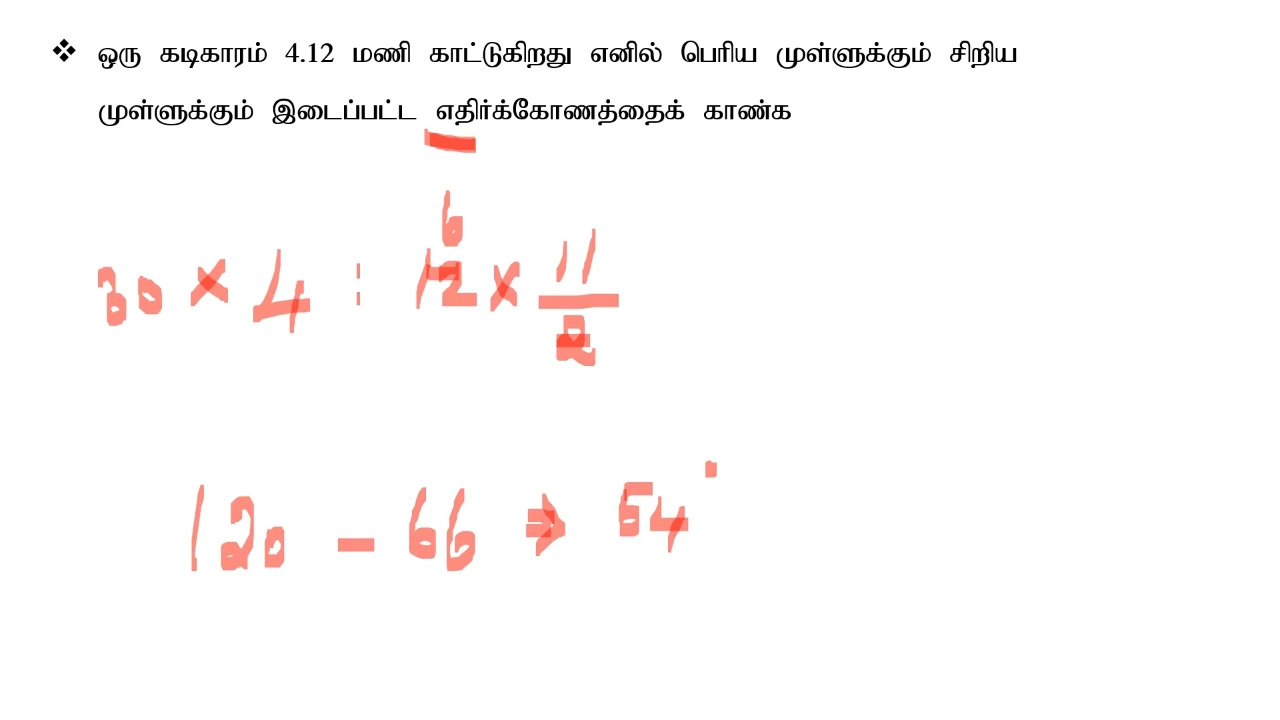 ❖ ஒரு கடிகாரம் 4.12 மணி காட்டுகிறது எனில் பெரிய முள்ளுக்கும் சிறிய
முள்ளுக்கும் இடைப்பட்ட எதிர்க்கோணத்தைக் காண்க
6
30 × 4 : 12 × 11/2
120 - 66 ⇒ 54°